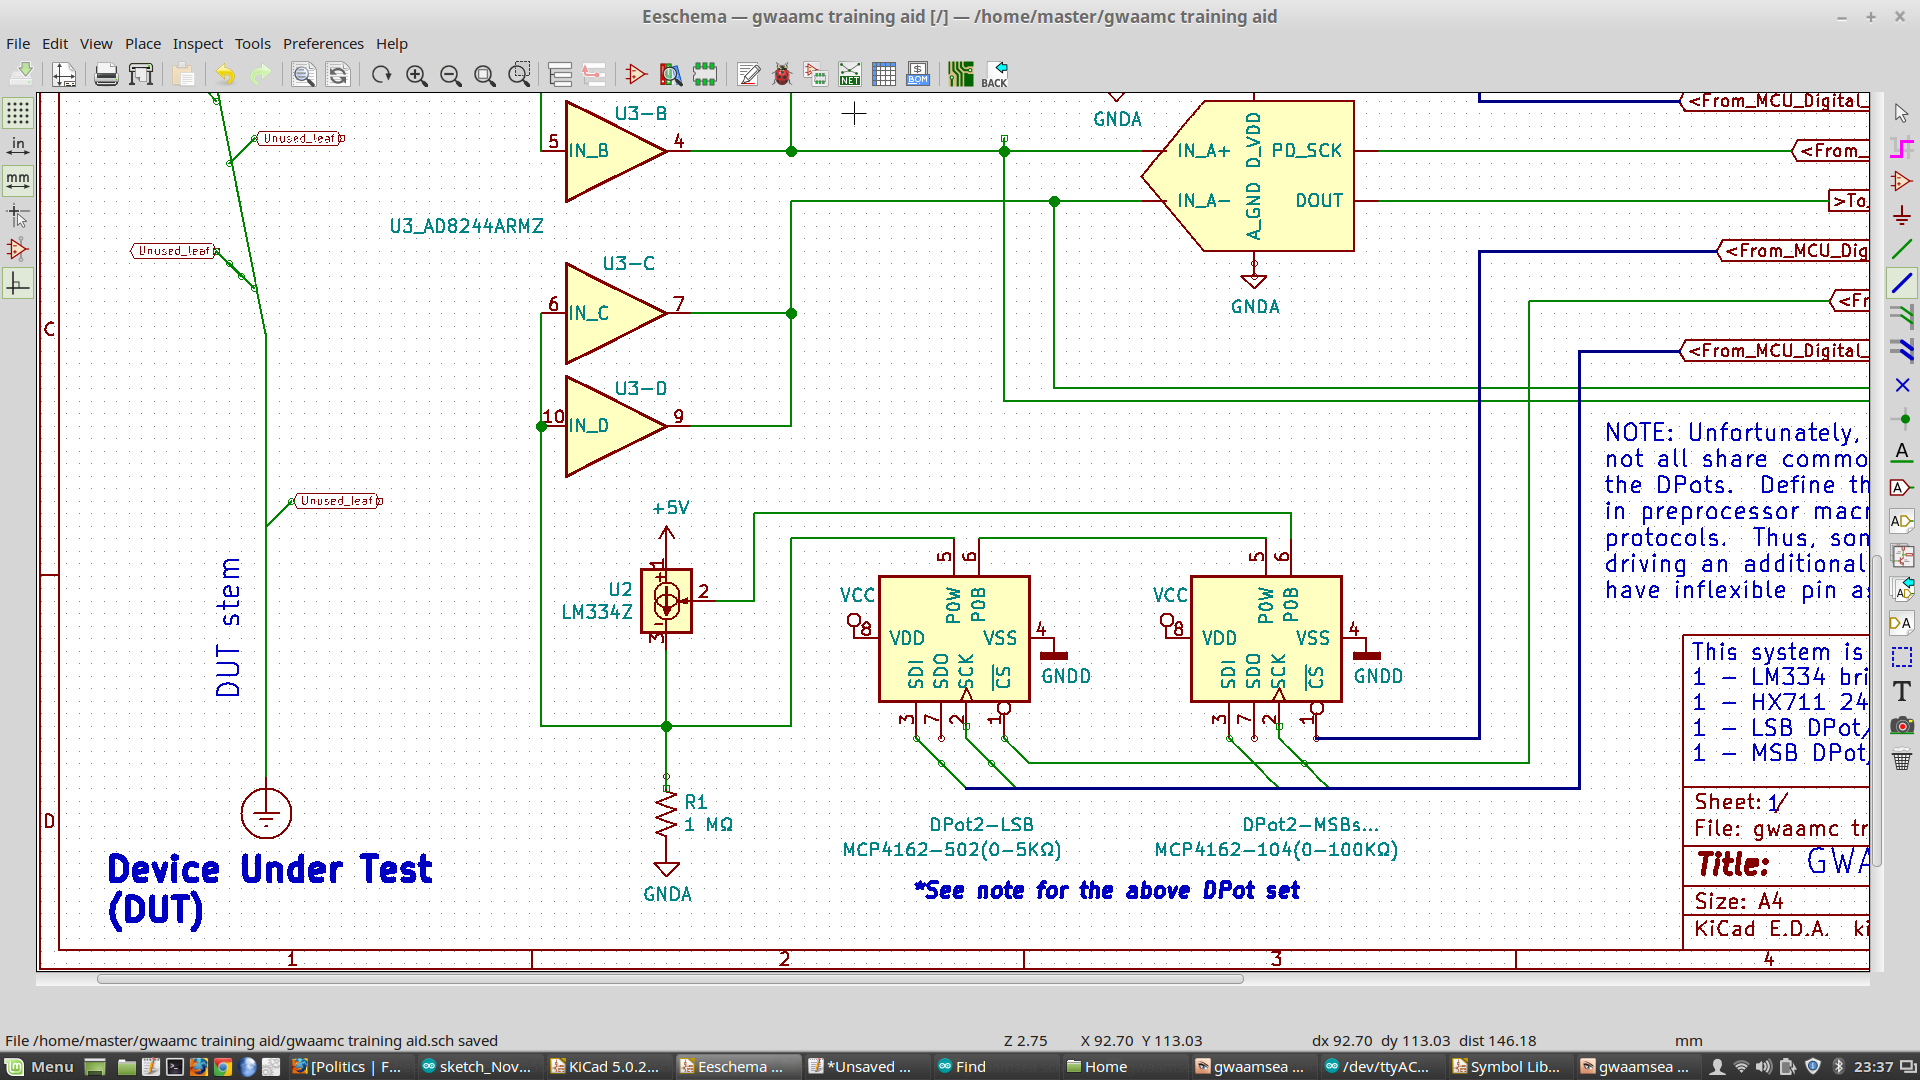 Eeschema — gwaamc training aid [/] — /home/master/gwaamc training aid
File Edit View Place Inspect Tools Preferences Help
NET
BOM
BACK
in
mm
Unused_leaf
Unused_leaf
Unused_leaf
DUT stem
Device Under Test
(DUT)
U3-B
5 IN_B 4
U3_AD8244ARMZ
U3-C
6 IN_C 7
U3-D
10 IN_D 9
+5V
U2
LM334Z
1
2
3
R1
1 MΩ
GNDA
GNDA
IN_A+ D_VDD PD_SCK
IN_A- A_GND DOUT
GNDA
<From_MCU_Digital_
<From_
>To_
<From_MCU_Dig
<Fr
<From_MCU_Digital_
5 6
VCC
8 VDD POW POB VSS 4
SDI SDO SCK CS
3 7 2 1
GNDD
DPot2-LSB
MCP4162-502(0-5KΩ)
5 6
VCC
8 VDD POW POB VSS 4
SDI SDO SCK CS
3 7 2 1
GNDD
DPot2-MSBs...
MCP4162-104(0-100KΩ)
*See note for the above DPot set
NOTE: Unfortunately,
not all share commo
the DPots. Define th
in preprocessor macr
protocols. Thus, som
driving an additional
have inflexible pin as
This system is
1 - LM334 bri
1 - HX711 24
1 - LSB DPot/
1 - MSB DPot,
Sheet: 1/
File: gwaamc tr
Title: GWA
Size: A4
KiCad E.D.A. ki
C
D
1 2 3 4
File /home/master/gwaamc training aid/gwaamc training aid.sch saved
Z 2.75 X 92.70 Y 113.03 dx 92.70 dy 113.03 dist 146.18 mm
Menu [Politics | F... sketch_Nov... KiCad 5.0.2... Eeschema ... *Unsaved ... Find Home gwaamsea ... /dev/ttyAC... Symbol Lib... gwaamsea ... 23:37